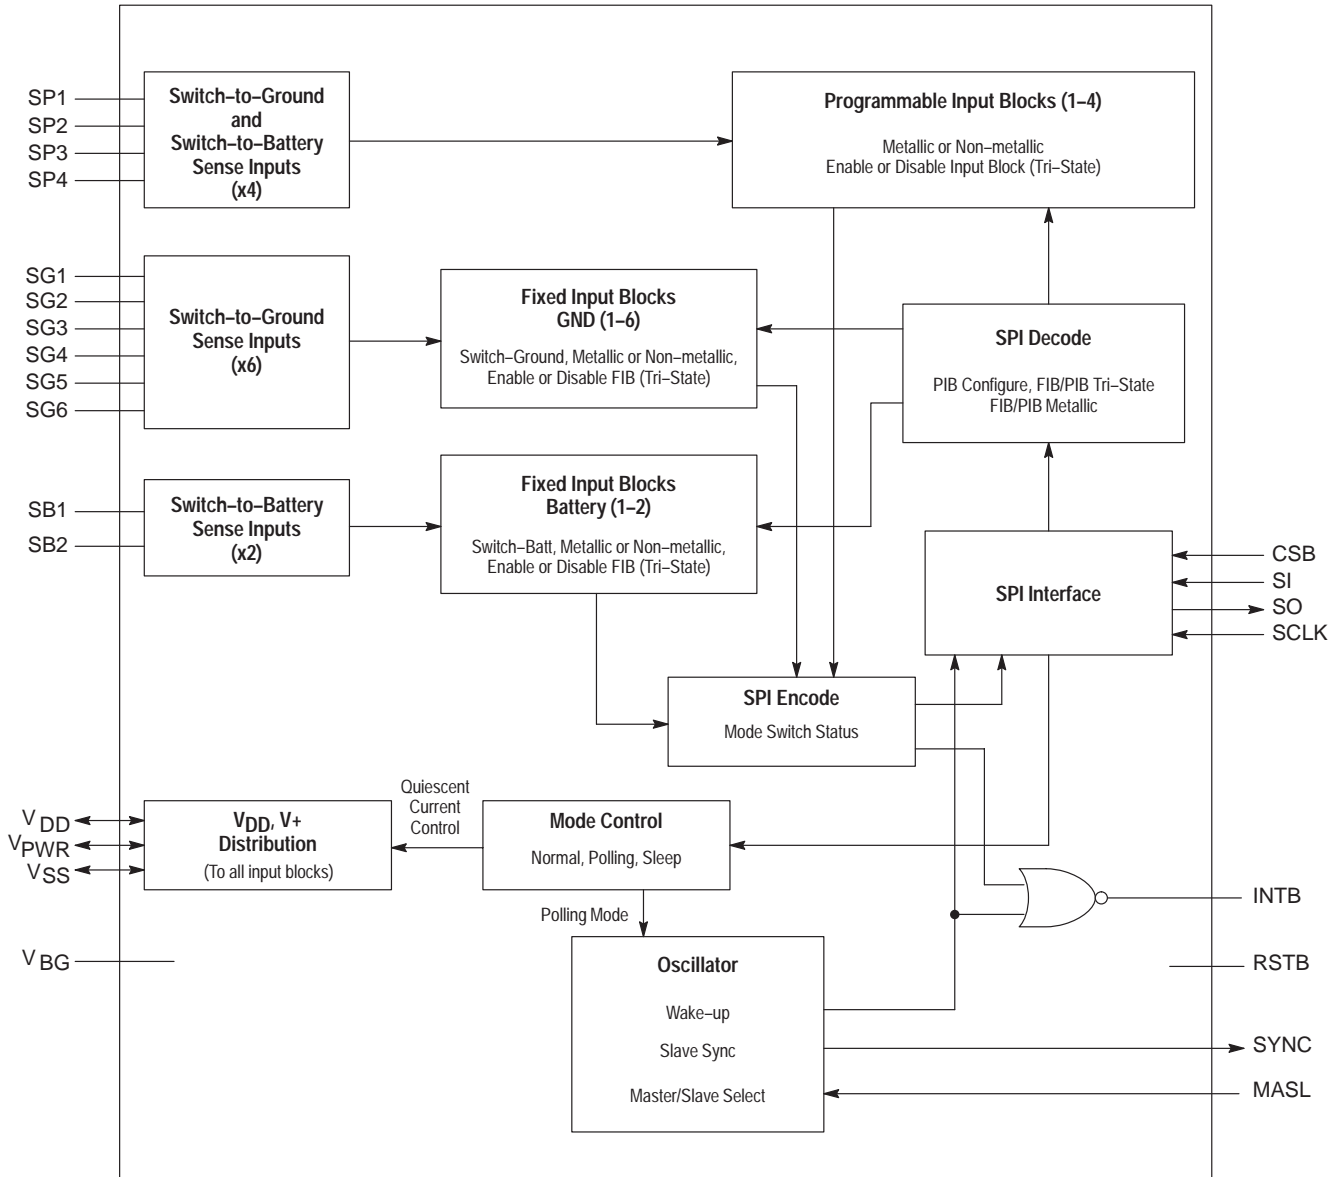 SP1
SP2
SP3
SP4
Switch–to–Ground
and
Switch–to–Battery
Sense Inputs
(x4)
Programmable Input Blocks (1–4)
Metallic or Non–metallic
Enable or Disable Input Block (Tri–State)
SG1
SG2
SG3
SG4
SG5
SG6
Switch–to–Ground
Sense Inputs
(x6)
Fixed Input Blocks
GND (1–6)
Switch–Ground, Metallic or Non–metallic,
Enable or Disable FIB (Tri–State)
SPI Decode
PIB Configure, FIB/PIB Tri–State
FIB/PIB Metallic
SB1
SB2
Switch–to–Battery
Sense Inputs
(x2)
Fixed Input Blocks
Battery (1–2)
Switch–Batt, Metallic or Non–metallic,
Enable or Disable FIB (Tri–State)
SPI Interface
CSB
SI
SO
SCLK
SPI Encode
Mode Switch Status
VDD
VPWR
VSS
VDD, V+
Distribution
(To all input blocks)
Quiescent
Current
Control
Mode Control
Normal, Polling, Sleep
Polling Mode
INTB
VBG
RSTB
Oscillator
Wake–up
Slave Sync
Master/Slave Select
SYNC
MASL